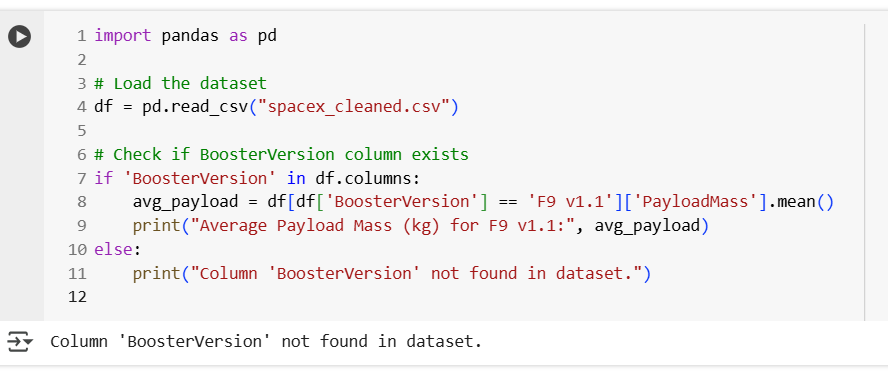 1 import pandas as pd
2
3 # Load the dataset
4 df = pd.read_csv("spacex_cleaned.csv")
5
6 # Check if BoosterVersion column exists
7 if 'BoosterVersion' in df.columns:
8     avg_payload = df[df['BoosterVersion'] == 'F9 v1.1']['PayloadMass'].mean()
9     print("Average Payload Mass (kg) for F9 v1.1:", avg_payload)
10 else:
11     print("Column 'BoosterVersion' not found in dataset.")
12
Column 'BoosterVersion' not found in dataset.